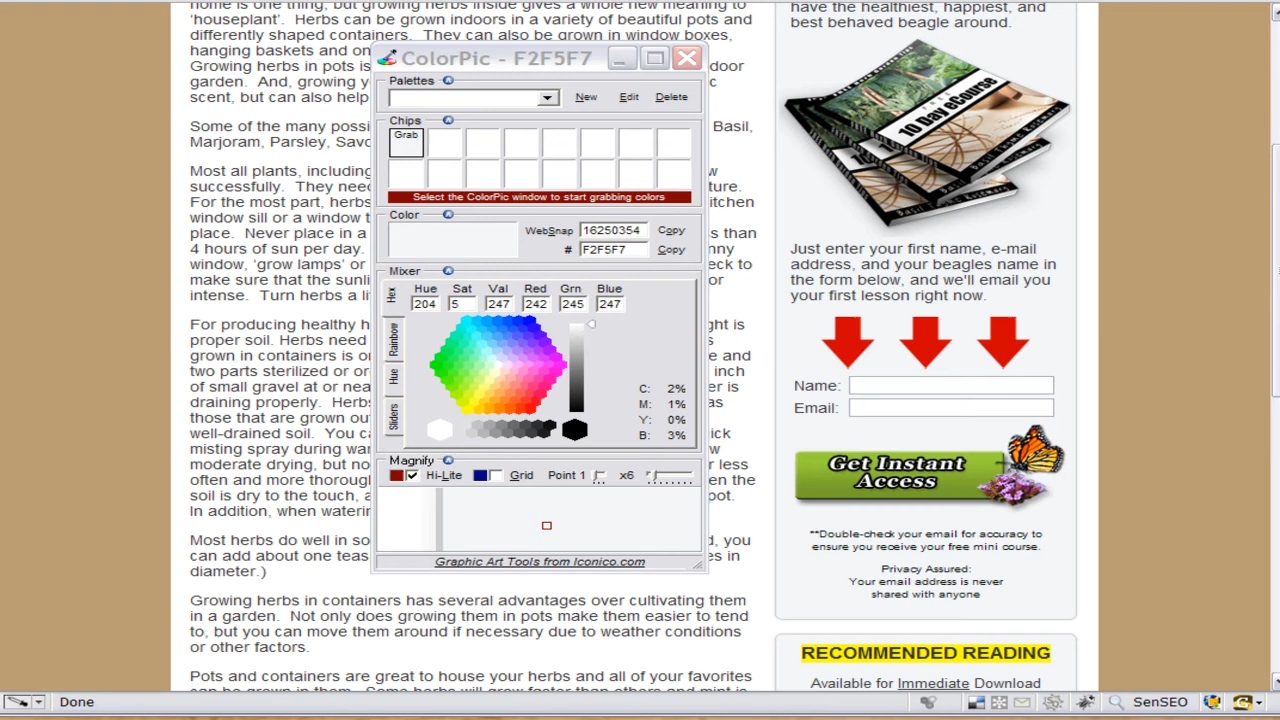 home is one thing, but growing herbs inside gives a whole new meaning to
‘houseplant’. Herbs can be grown indoors in a variety of beautiful pots and
differently shaped containers. They can also be grown in window boxes,
hanging baskets and
Growing herbs in pots is
door
garden. And, growing
scent, but can also help
Some of the many
Basil,
Marjoram, Parsley,
Most all plants, including
successfully. They
ture.
For the most part, herbs
itchen
window sill or a window
place. Never place in a
s than
4 hours of sun per day.
nny
window, ‘grow lamps’ or
eck to
make sure that the
or
intense. Turn herbs a
For producing healthy
ght is
proper soil. Herbs need
grown in containers is
e and
two parts sterilized or
inch
of small gravel at or
er is
draining properly.
as
those that are grown
well-drained soil. You
ick
misting spray during
moderate drying, but
r less
often and more
en the
soil is dry to the touch,
pot.
In addition, when
Most herbs do well in
d, you
can add about one
es in
diameter.)
Growing herbs in containers has several advantages over cultivating them
in a garden. Not only does growing them in pots make them easier to tend
to, but you can move them around if necessary due to weather conditions
or other factors.
Pots and containers are great to house your herbs and all of your favorites
can be grown in them. Some herbs will grow faster than others and mint is
ColorPic - F2F5F7
Palettes
New Edit Delete
Chips
Grab
Select the ColorPic window to start grabbing colors
Color
WebSnap 16250354 Copy
# F2F5F7 Copy
Mixer
Hex
Rainbow
Hue
Sliders
Hue Sat Val Red Grn Blue
204 5 247 242 245 247
C: 2%
M: 1%
Y: 0%
B: 3%
Magnify
Hi-Lite Grid Point 1 x6
Graphic Art Tools from Iconico.com
have the healthiest, happiest, and
best behaved beagle around.
10 Day eCourse
Just enter your first name, e-mail
address, and your beagles name in
the form below, and we'll email you
your first lesson right now.
Name:
Email:
Get Instant
Access
**Double-check your email for accuracy to
ensure you receive your free mini course.
Privacy Assured:
Your email address is never
shared with anyone
RECOMMENDED READING
Available for Immediate Download
Done
SenSEO